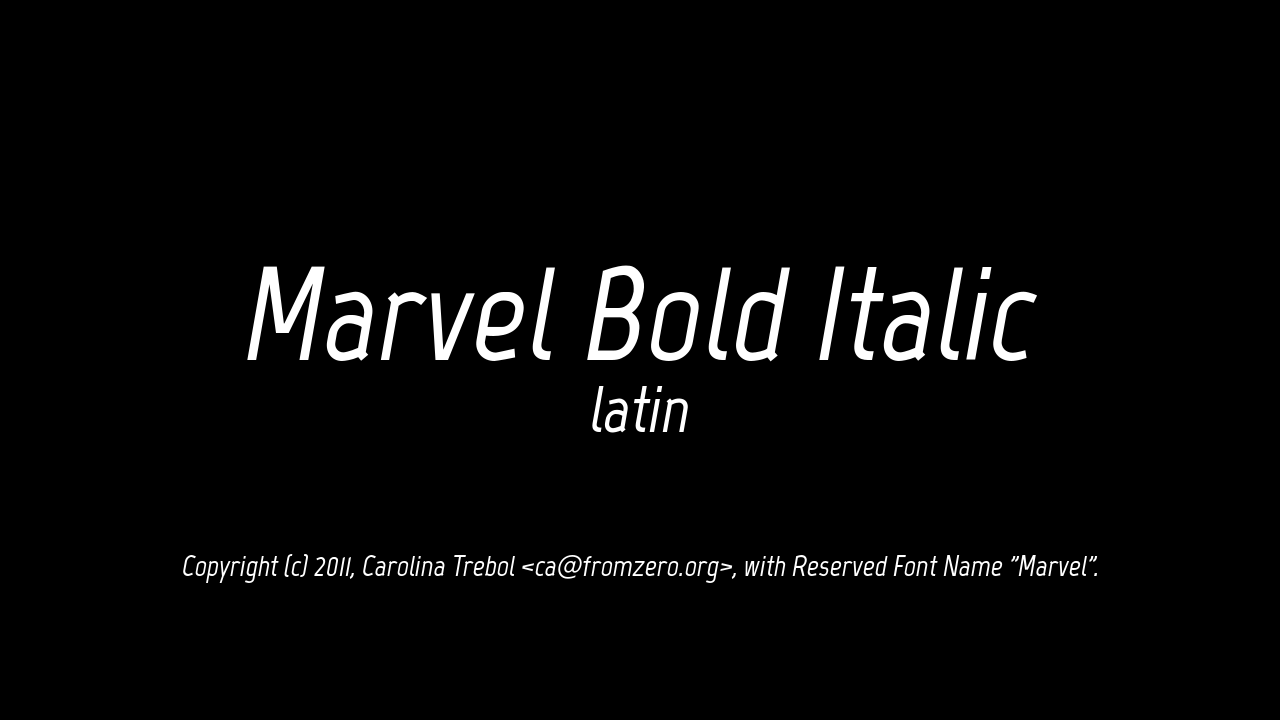 Marvel Bold Italic
latin
Copyright (c) 2011, Carolina Trebol <ca@fromzero.org>, with Reserved Font Name "Marvel".